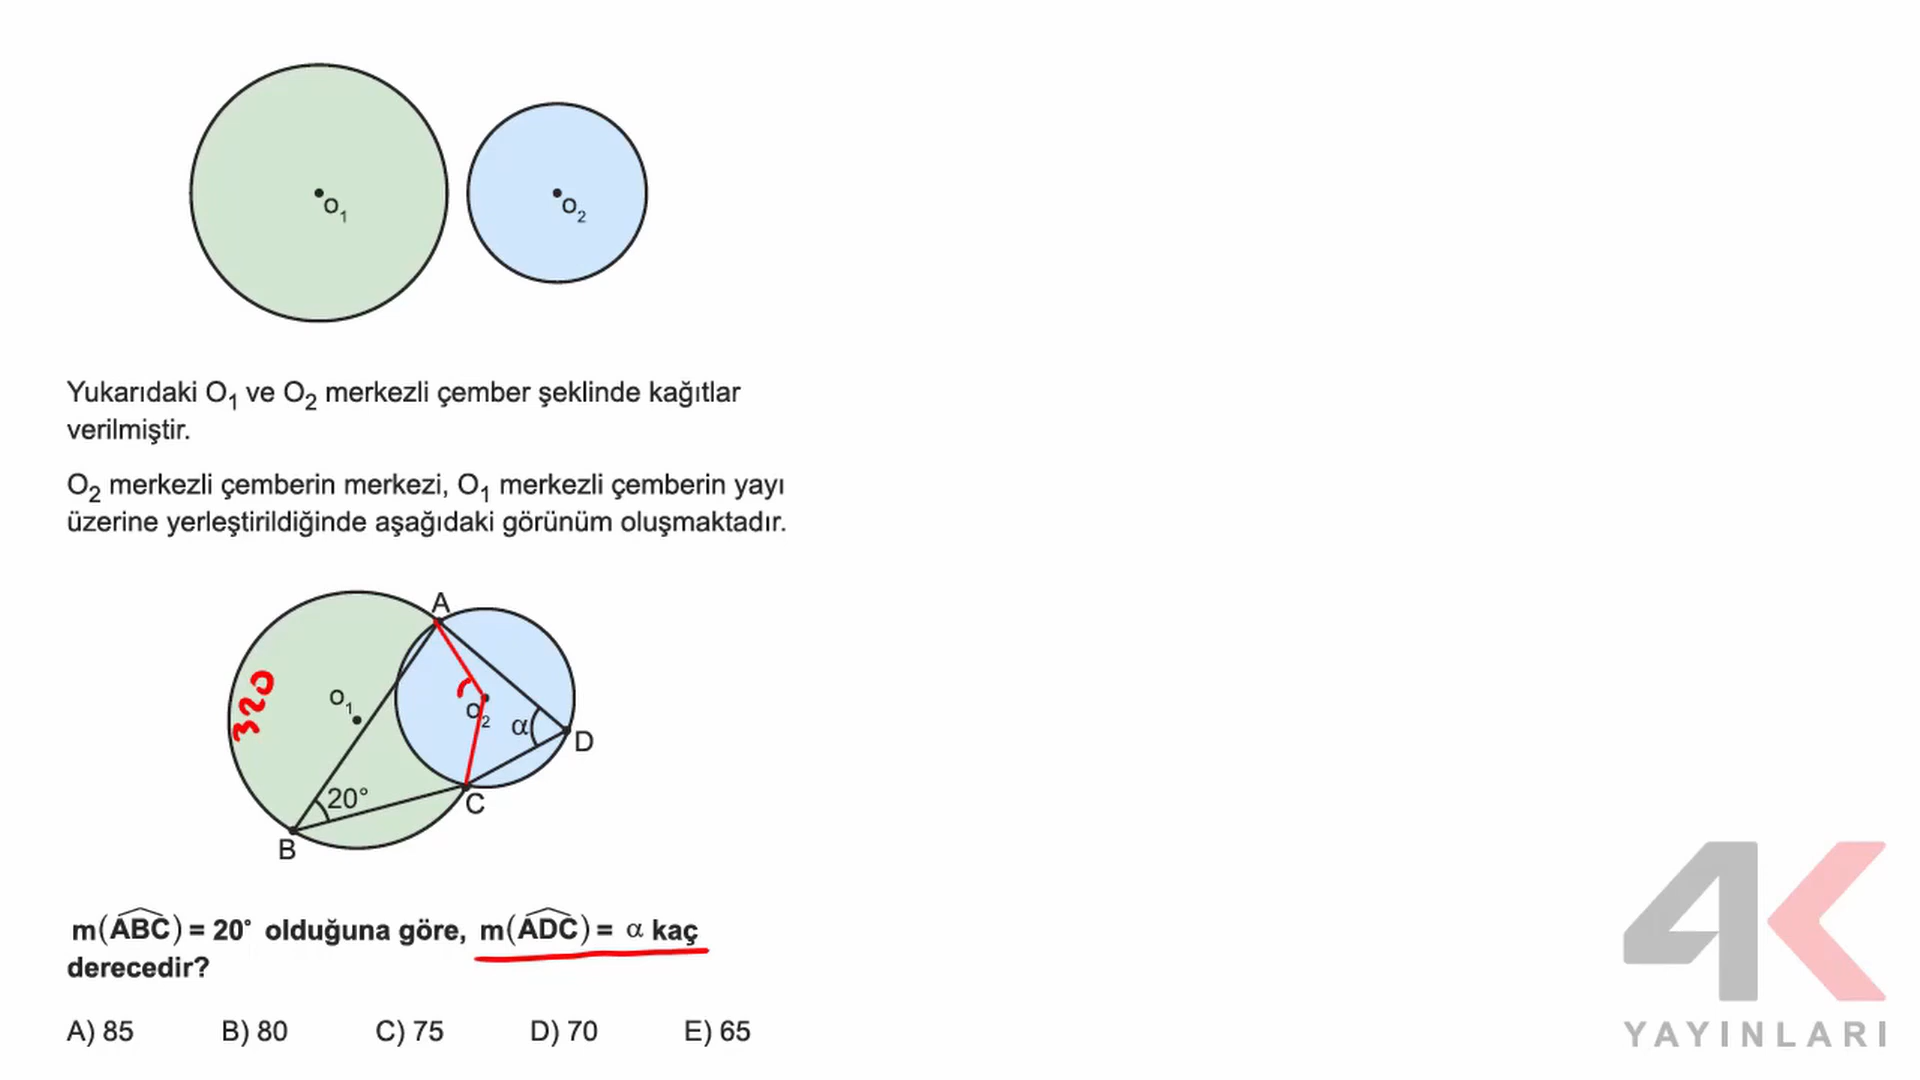 O1
O2
Yukarıdaki O1 ve O2 merkezli çember şeklinde kağıtlar
verilmiştir.
O2 merkezli çemberin merkezi, O1 merkezli çemberin yayı
üzerine yerleştirildiğinde aşağıdaki görünüm oluşmaktadır.
A
320
O1
O2
α
D
20°
C
B
m(ABC) = 20° olduğuna göre, m(ADC) = α kaç
derecedir?
A) 85 B) 80 C) 75 D) 70 E) 65
4K
YAYINLARI